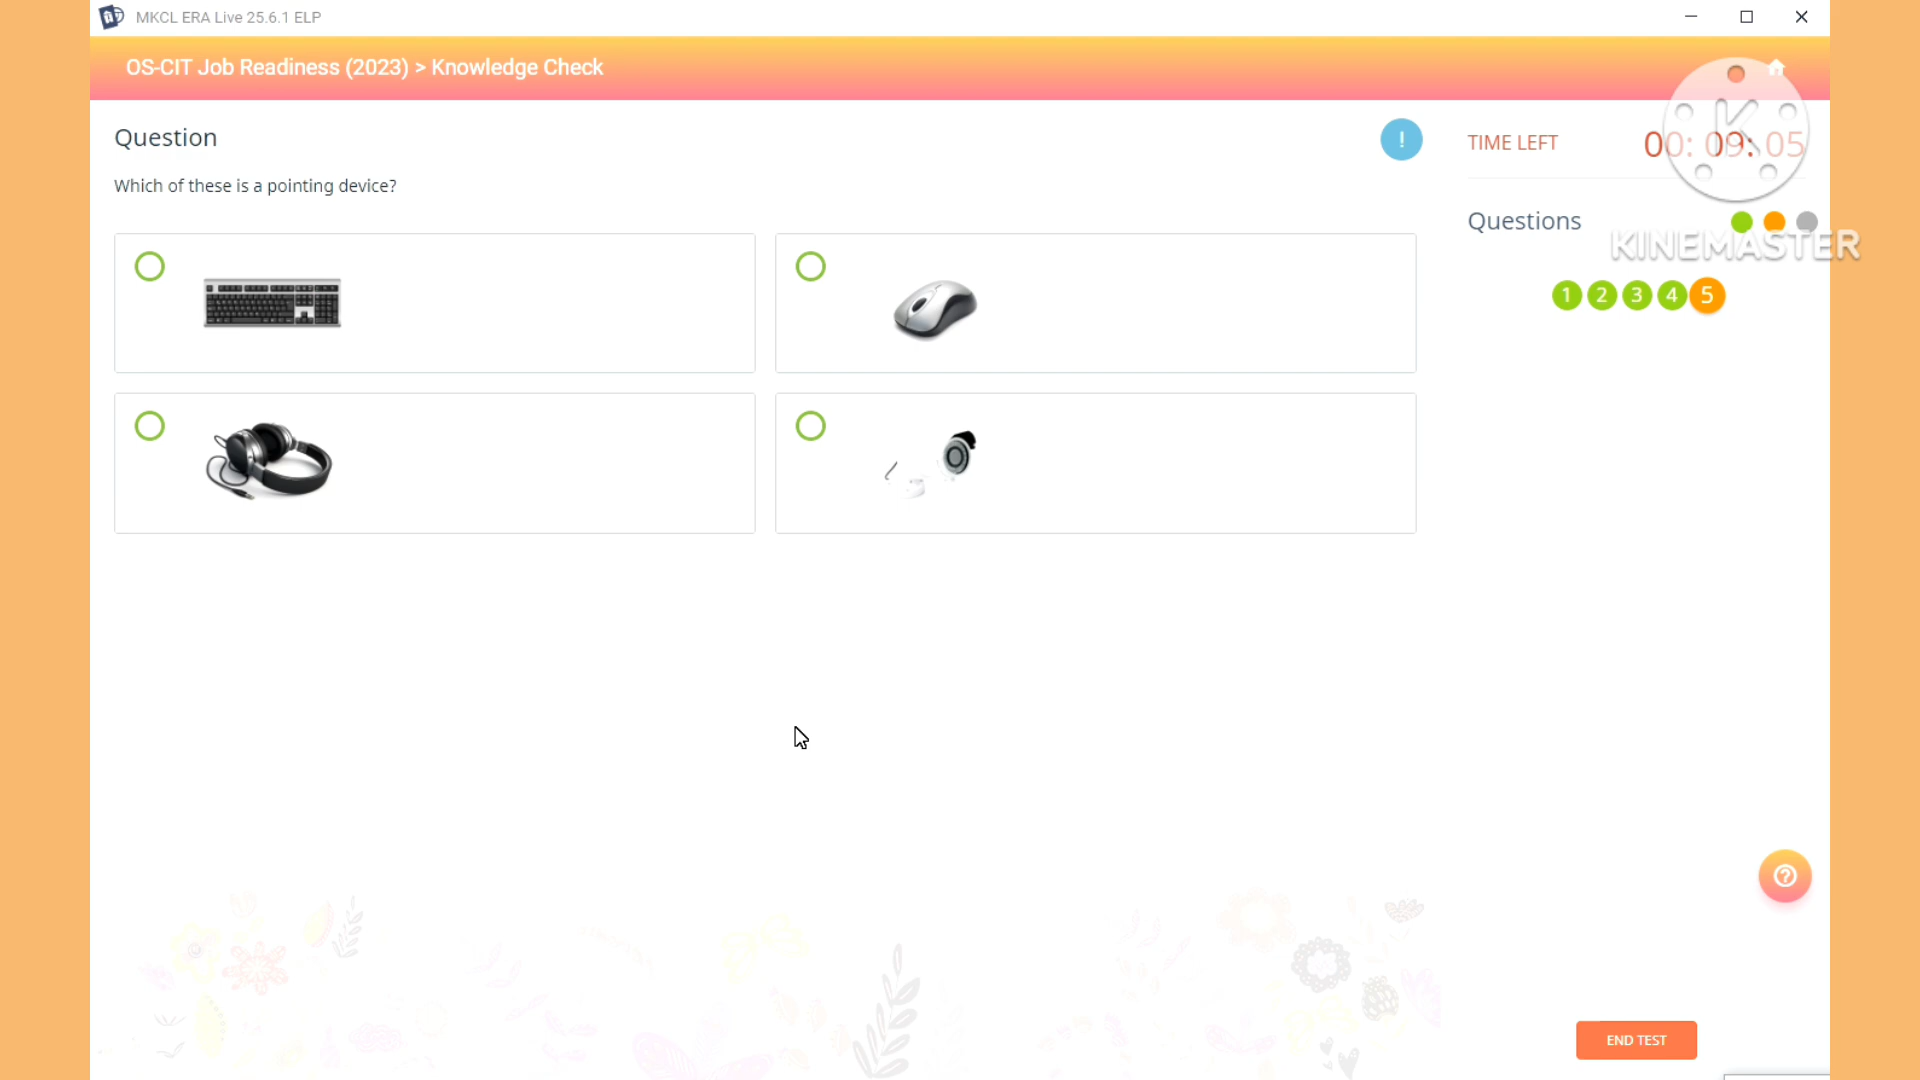 MKCL ERA Live 25.6.1 ELP
OS-CIT Job Readiness (2023) > Knowledge Check
Question
!
TIME LEFT 00: 09: 05
Which of these is a pointing device?
Questions
KINEMASTER
1 2 3 4 5
END TEST